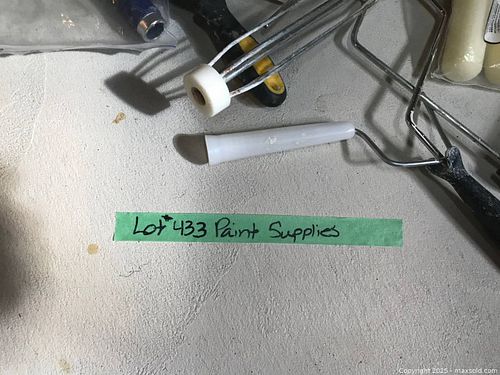 Lot #433 Paint Supplies
Copyright 2025 - maxsold.com